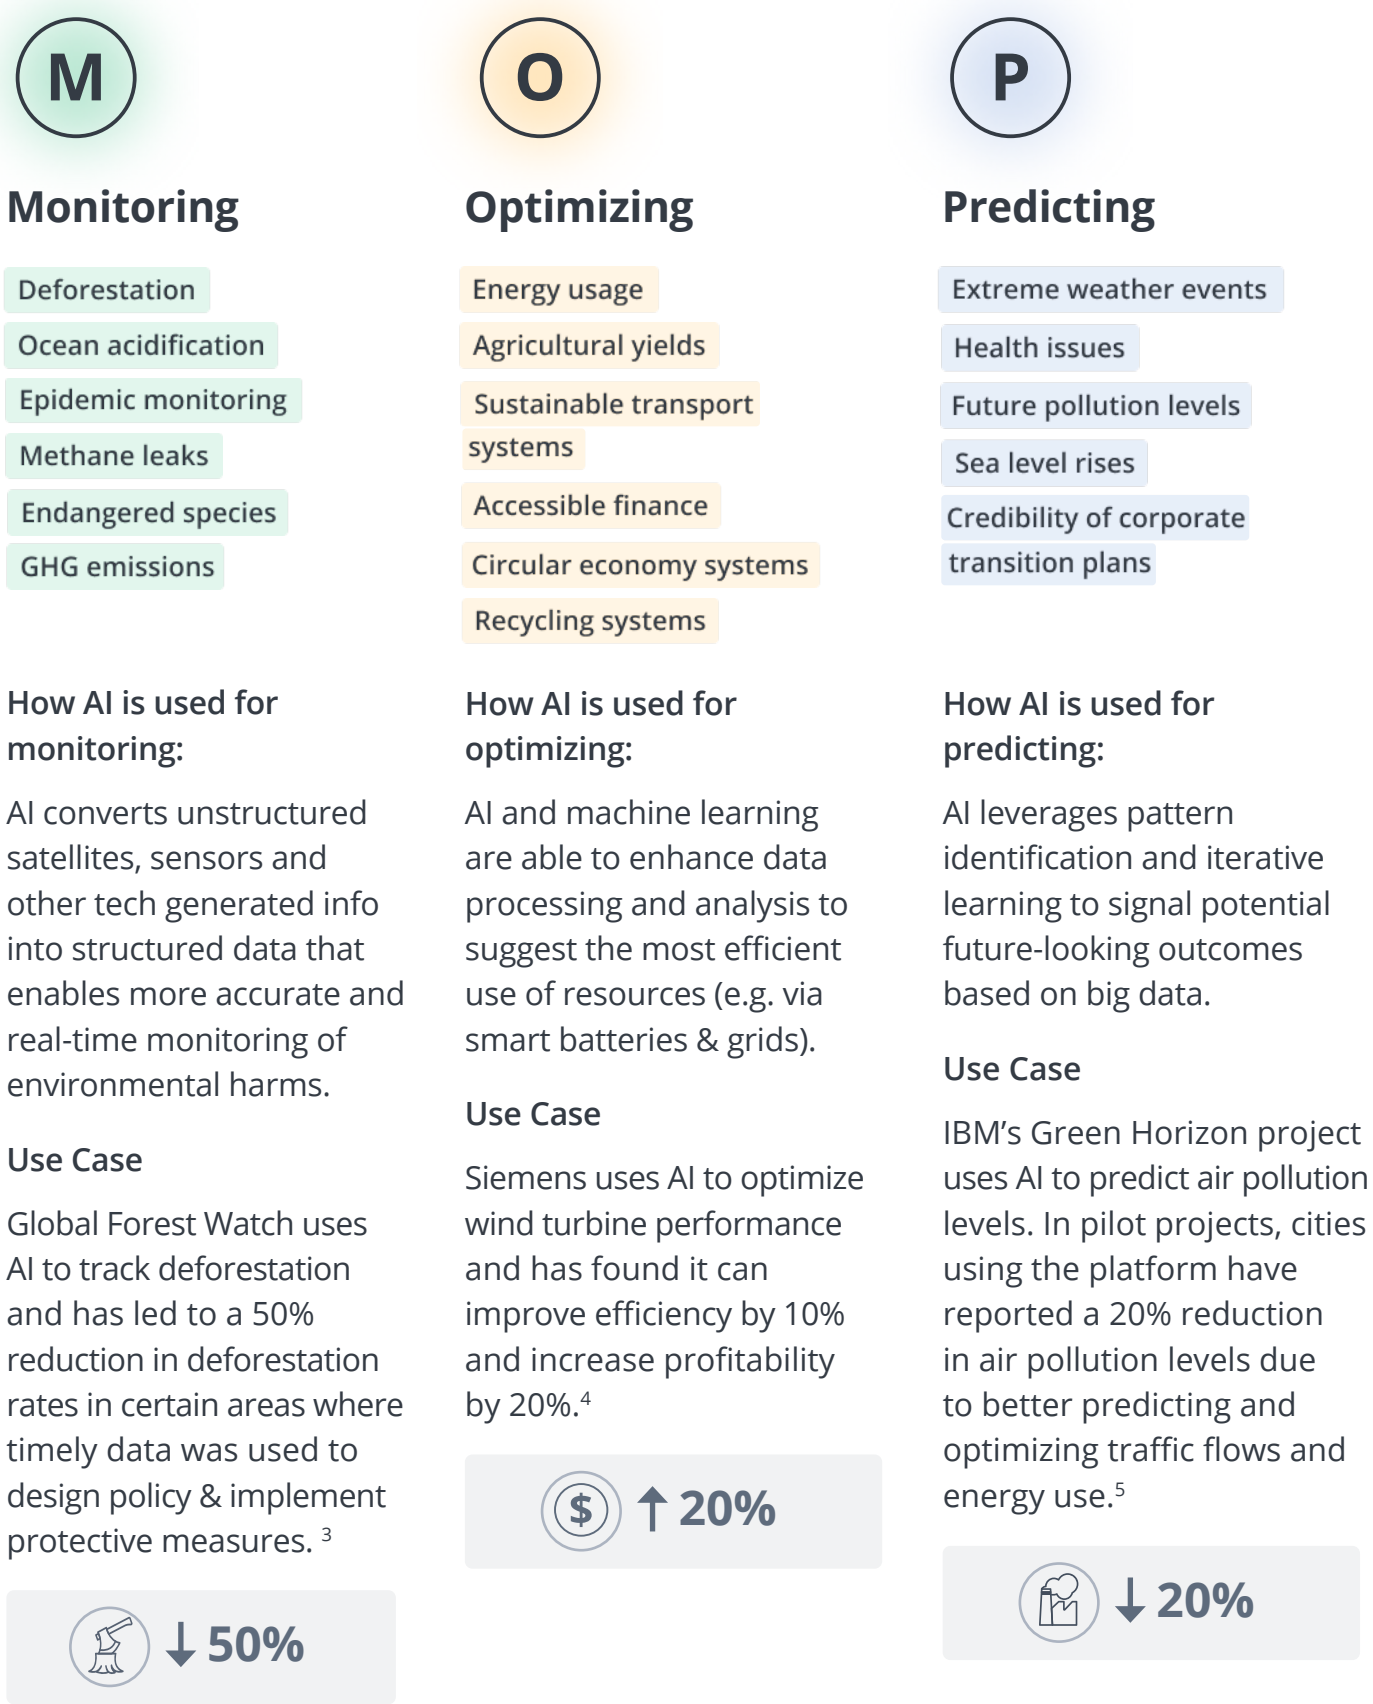 M
Monitoring
Deforestation
Ocean acidification
Epidemic monitoring
Methane leaks
Endangered species
GHG emissions
How AI is used for
monitoring:
AI converts unstructured
satellites, sensors and
other tech generated info
into structured data that
enables more accurate and
real-time monitoring of
environmental harms.
Use Case
Global Forest Watch uses
AI to track deforestation
and has led to a 50%
reduction in deforestation
rates in certain areas where
timely data was used to
design policy & implement
protective measures. 3
↓ 50%
O
Optimizing
Energy usage
Agricultural yields
Sustainable transport
systems
Accessible finance
Circular economy systems
Recycling systems
How AI is used for
optimizing:
AI and machine learning
are able to enhance data
processing and analysis to
suggest the most efficient
use of resources (e.g. via
smart batteries & grids).
Use Case
Siemens uses AI to optimize
wind turbine performance
and has found it can
improve efficiency by 10%
and increase profitability
by 20%.4
$ ↑ 20%
P
Predicting
Extreme weather events
Health issues
Future pollution levels
Sea level rises
Credibility of corporate
transition plans
How AI is used for
predicting:
AI leverages pattern
identification and iterative
learning to signal potential
future-looking outcomes
based on big data.
Use Case
IBM’s Green Horizon project
uses AI to predict air pollution
levels. In pilot projects, cities
using the platform have
reported a 20% reduction
in air pollution levels due
to better predicting and
optimizing traffic flows and
energy use.5
↓ 20%